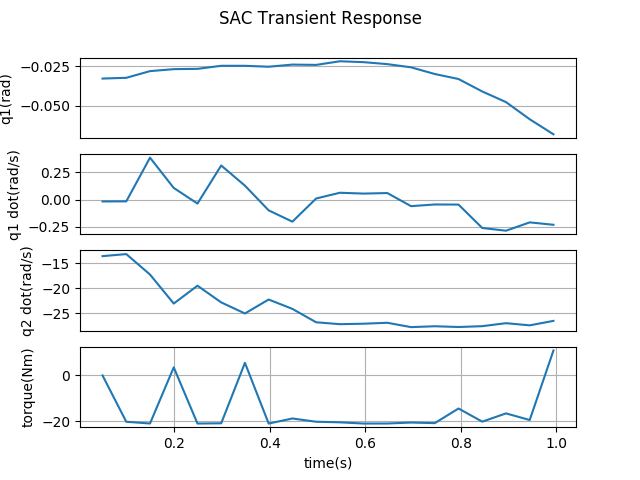 SAC Transient Response
q1(rad)
−0.025
−0.050
q1 dot(rad/s)
0.25
0.00
−0.25
q2 dot(rad/s)
−15
−20
−25
torque(Nm)
0
−20
0.2 0.4 0.6 0.8 1.0
time(s)